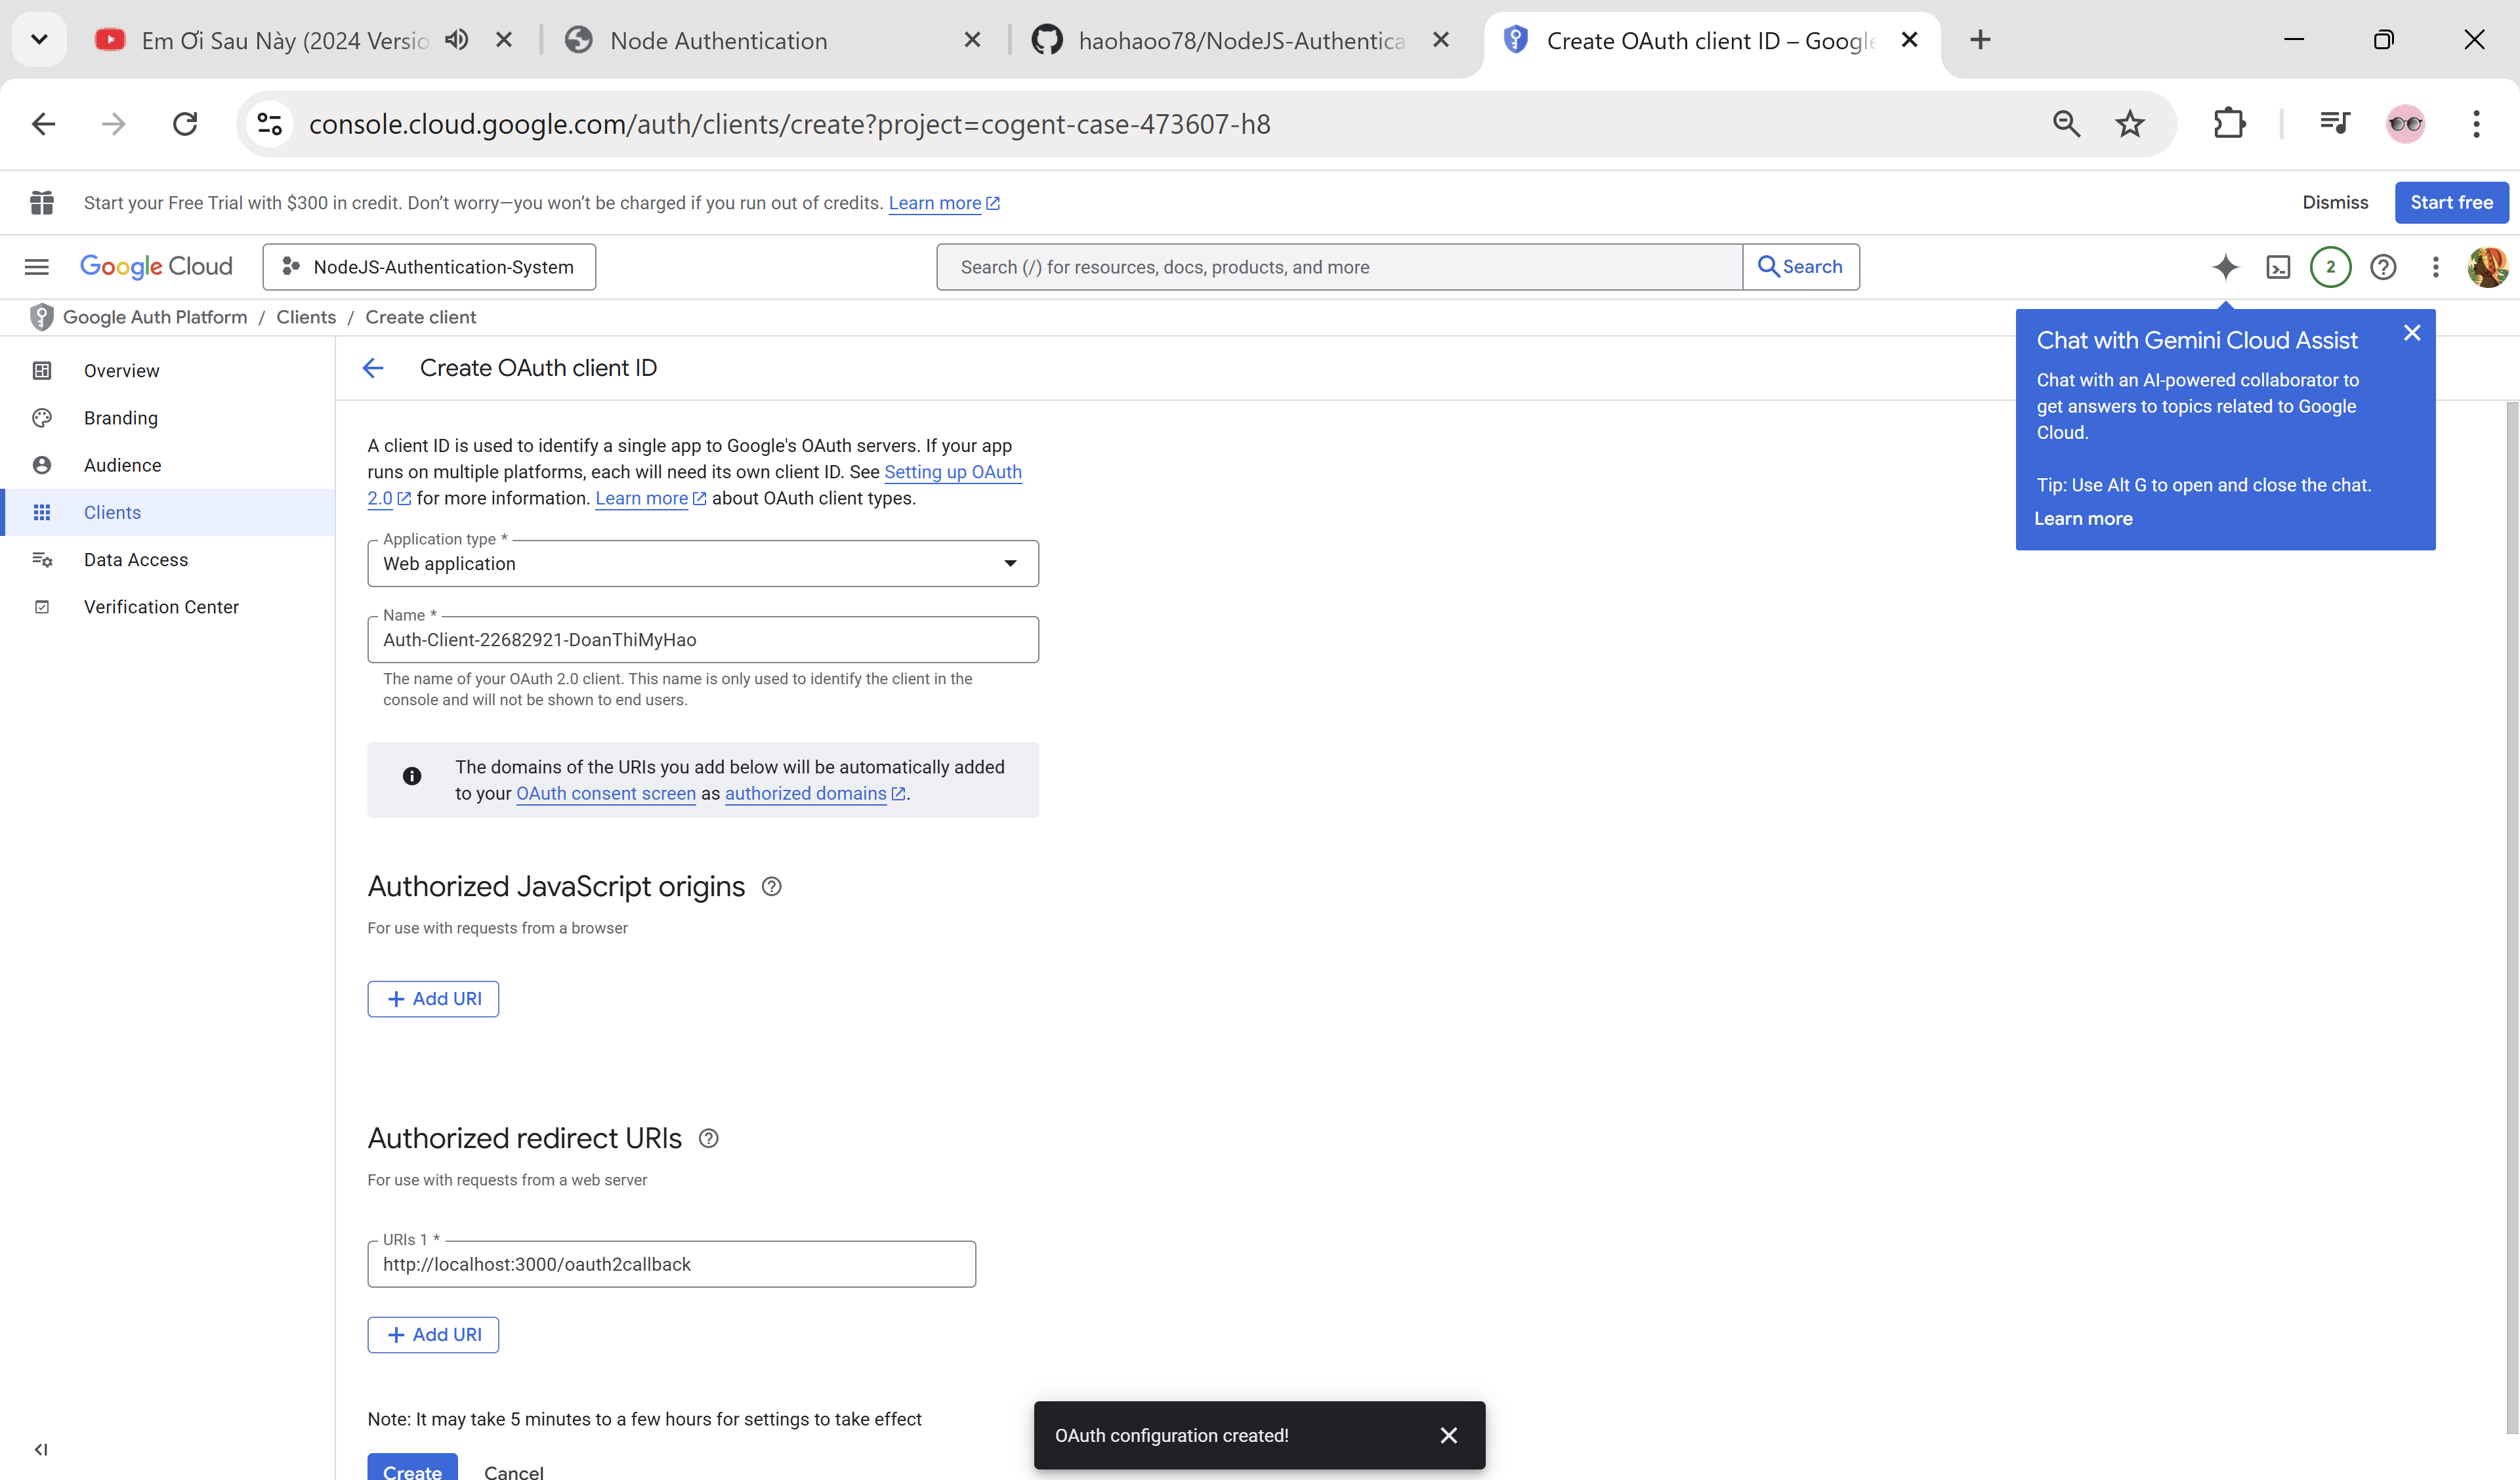 Em Ơi Sau Này (2024 Versio
Node Authentication
haohaoo78/NodeJS-Authentica
Create OAuth client ID – Google
console.cloud.google.com/auth/clients/create?project=cogent-case-473607-h8
Start your Free Trial with $300 in credit. Don’t worry—you won’t be charged if you run out of credits. Learn more
Dismiss
Start free
Google Cloud
NodeJS-Authentication-System
Search (/) for resources, docs, products, and more
Search
2
Google Auth Platform / Clients / Create client
Overview
Branding
Audience
Clients
Data Access
Verification Center
Create OAuth client ID
A client ID is used to identify a single app to Google's OAuth servers. If your app
runs on multiple platforms, each will need its own client ID. See Setting up OAuth
2.0 for more information. Learn more about OAuth client types.
Application type *
Web application
Name *
Auth-Client-22682921-DoanThiMyHao
The name of your OAuth 2.0 client. This name is only used to identify the client in the
console and will not be shown to end users.
The domains of the URIs you add below will be automatically added
to your OAuth consent screen as authorized domains.
Authorized JavaScript origins
For use with requests from a browser
+ Add URI
Authorized redirect URIs
For use with requests from a web server
URIs 1 *
http://localhost:3000/oauth2callback
+ Add URI
Note: It may take 5 minutes to a few hours for settings to take effect
Create
Cancel
Chat with Gemini Cloud Assist
Chat with an AI-powered collaborator to
get answers to topics related to Google
Cloud.
Tip: Use Alt G to open and close the chat.
Learn more
OAuth configuration created!